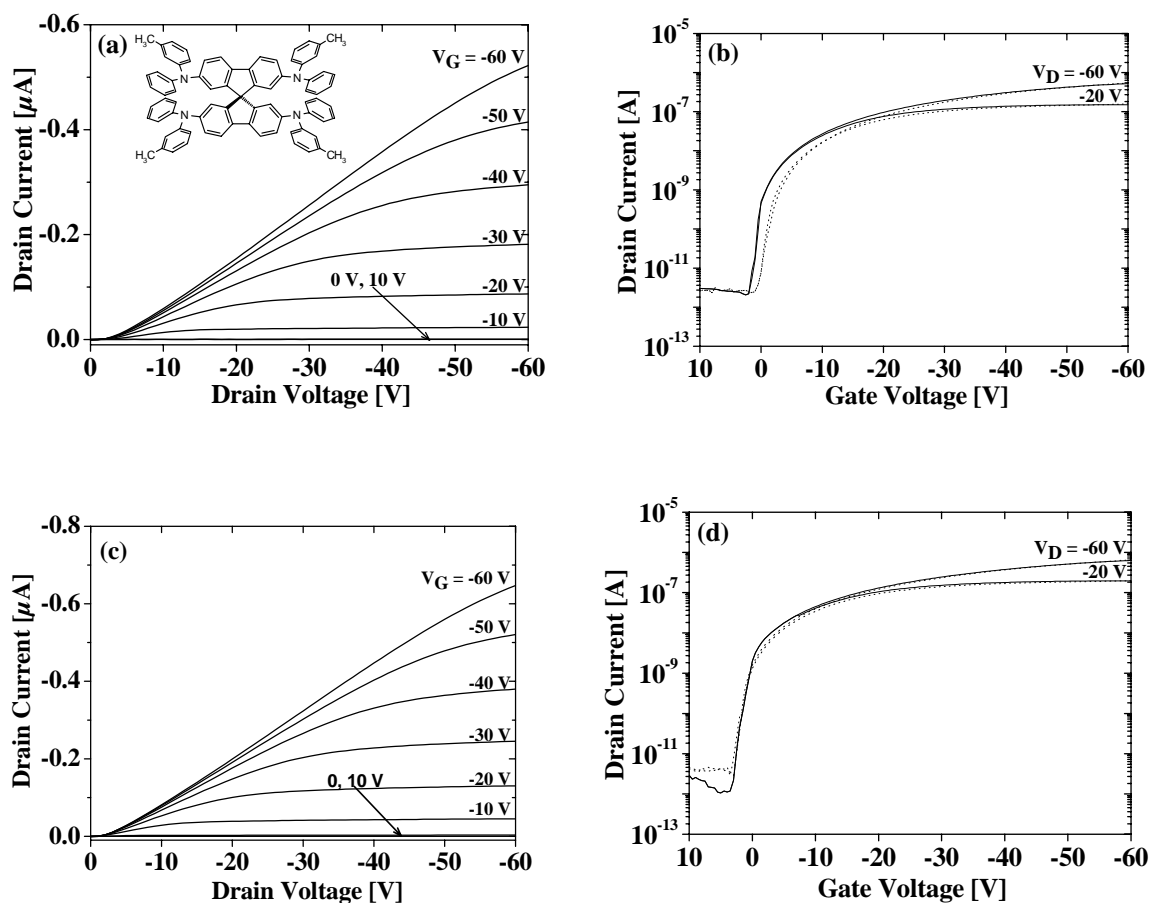 (a)
CH₃
H₃C
N
N
N
N
H₃C
CH₃
V_G = -60 V
-50 V
-40 V
-30 V
-20 V
-10 V
0 V, 10 V
-0.6
-0.4
-0.2
0.0
Drain Current [µA]
0 -10 -20 -30 -40 -50 -60
Drain Voltage [V]
(b)
V_D = -60 V
-20 V
10⁻⁵
10⁻⁷
10⁻⁹
10⁻¹¹
10⁻¹³
Drain Current [A]
10 0 -10 -20 -30 -40 -50 -60
Gate Voltage [V]
(c)
V_G = -60 V
-50 V
-40 V
-30 V
-20 V
-10 V
0, 10 V
-0.8
-0.6
-0.4
-0.2
0.0
Drain Current [µA]
0 -10 -20 -30 -40 -50 -60
Drain Voltage [V]
(d)
V_D = -60 V
-20 V
10⁻⁵
10⁻⁷
10⁻⁹
10⁻¹¹
10⁻¹³
Drain Current [A]
10 0 -10 -20 -30 -40 -50 -60
Gate Voltage [V]